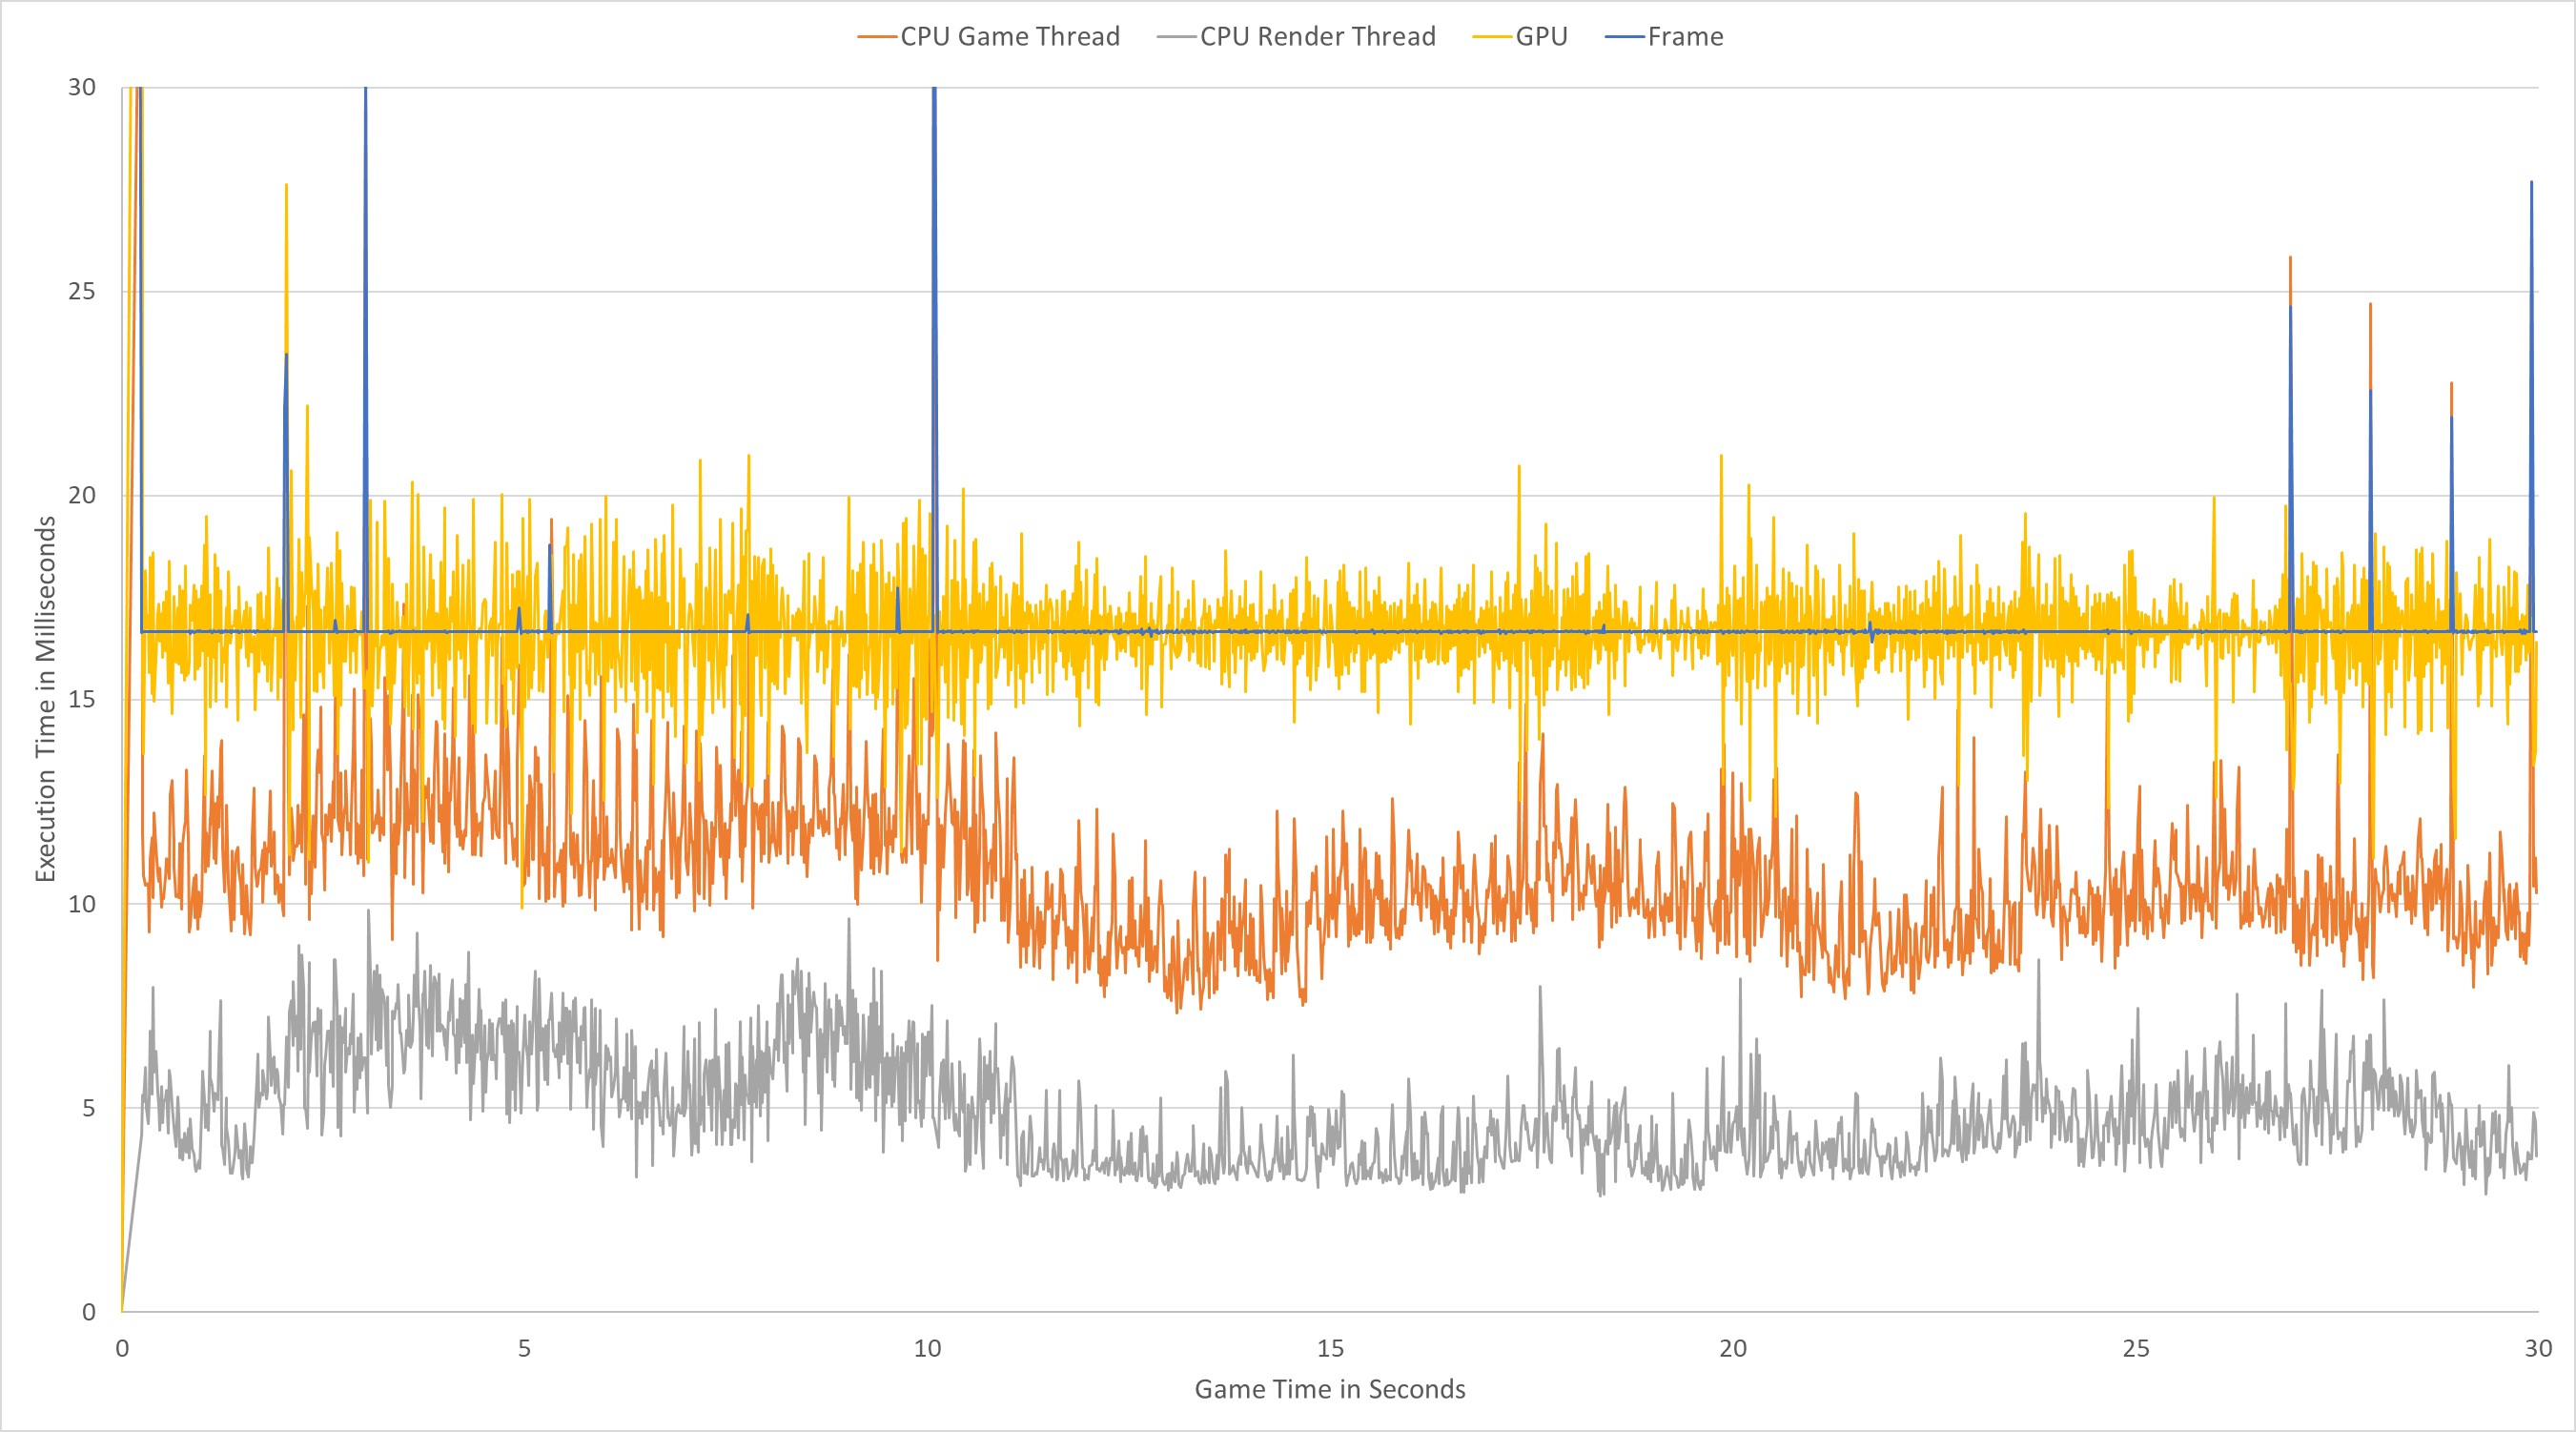 CPU Game Thread CPU Render Thread GPU Frame
30
25
20
15
10
5
0
Execution Time in Milliseconds
0 5 10 15 20 25 30
Game Time in Seconds